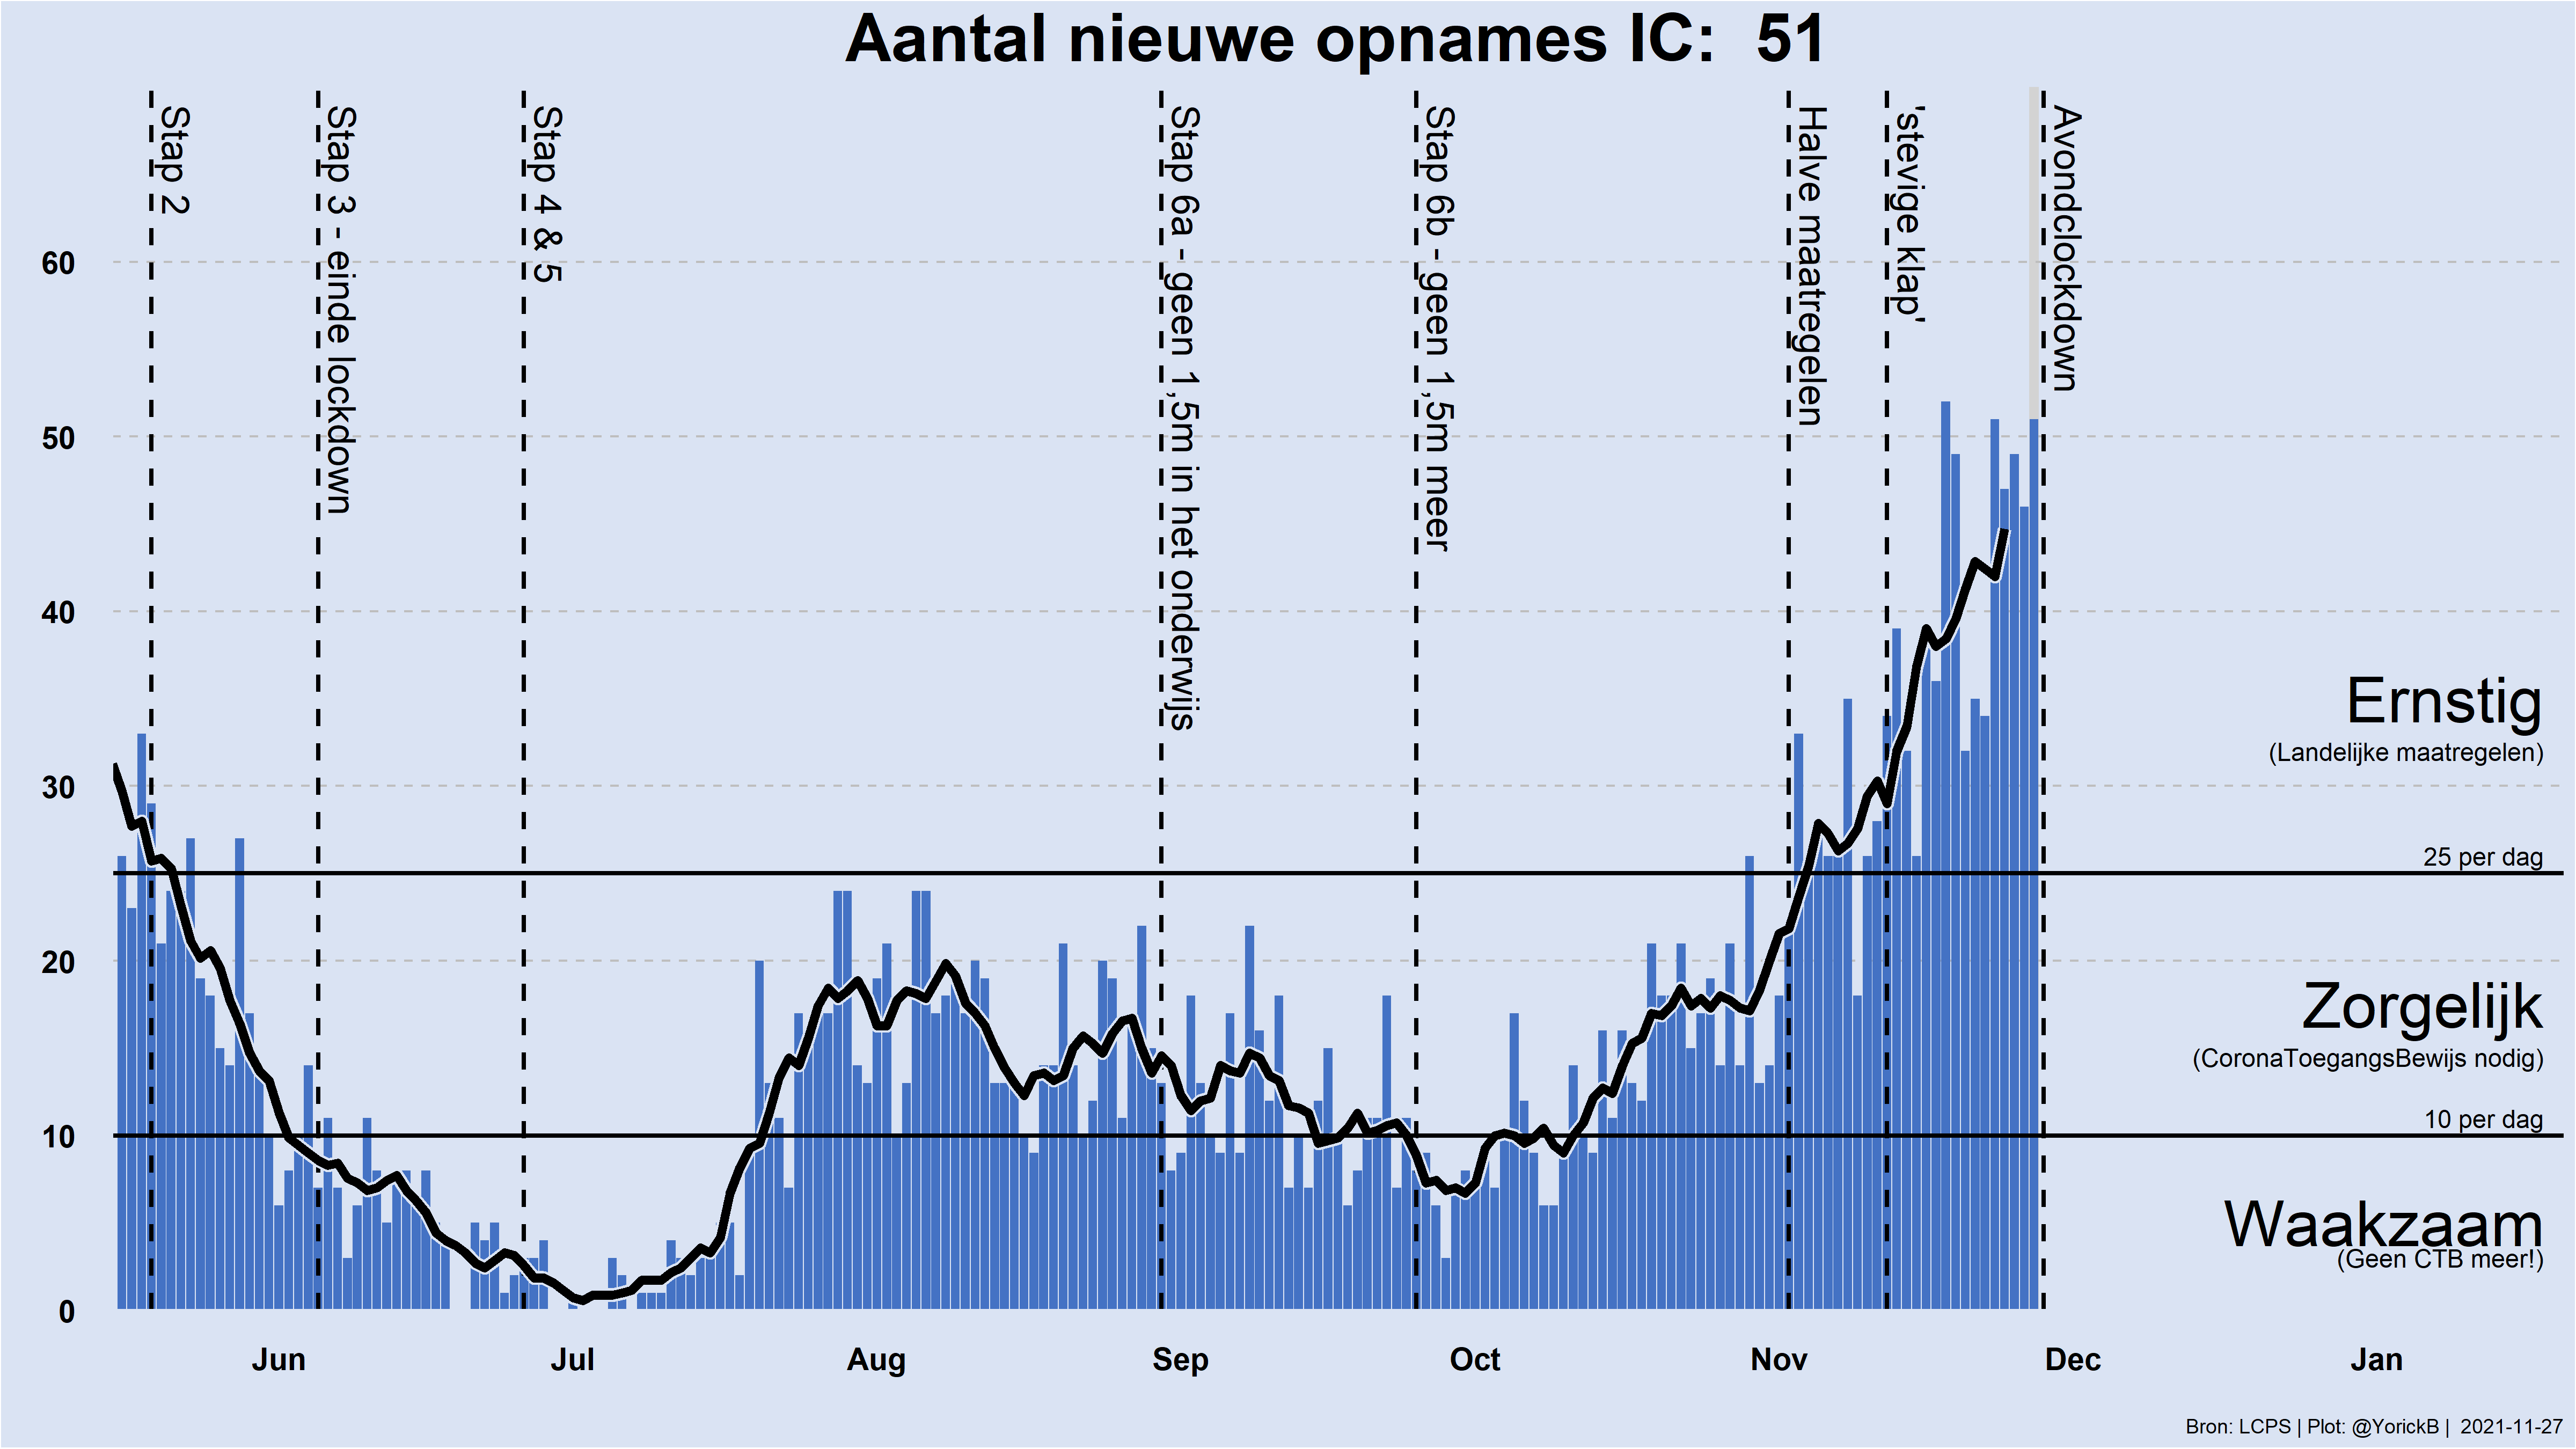 Aantal nieuwe opnames IC:  51
Stap 2
Stap 3 - einde lockdown
Stap 4 & 5
Stap 6a - geen 1,5m in het onderwijs
Stap 6b - geen 1,5m meer
Halve maatregelen
'stevige klap'
Avondclockdown
60
50
40
30
20
10
0
Ernstig
(Landelijke maatregelen)
25 per dag
Zorgelijk
(CoronaToegangsBewijs nodig)
10 per dag
Waakzaam
(Geen CTB meer!)
Jun Jul Aug Sep Oct Nov Dec Jan
Bron: LCPS | Plot: @YorickB |  2021-11-27